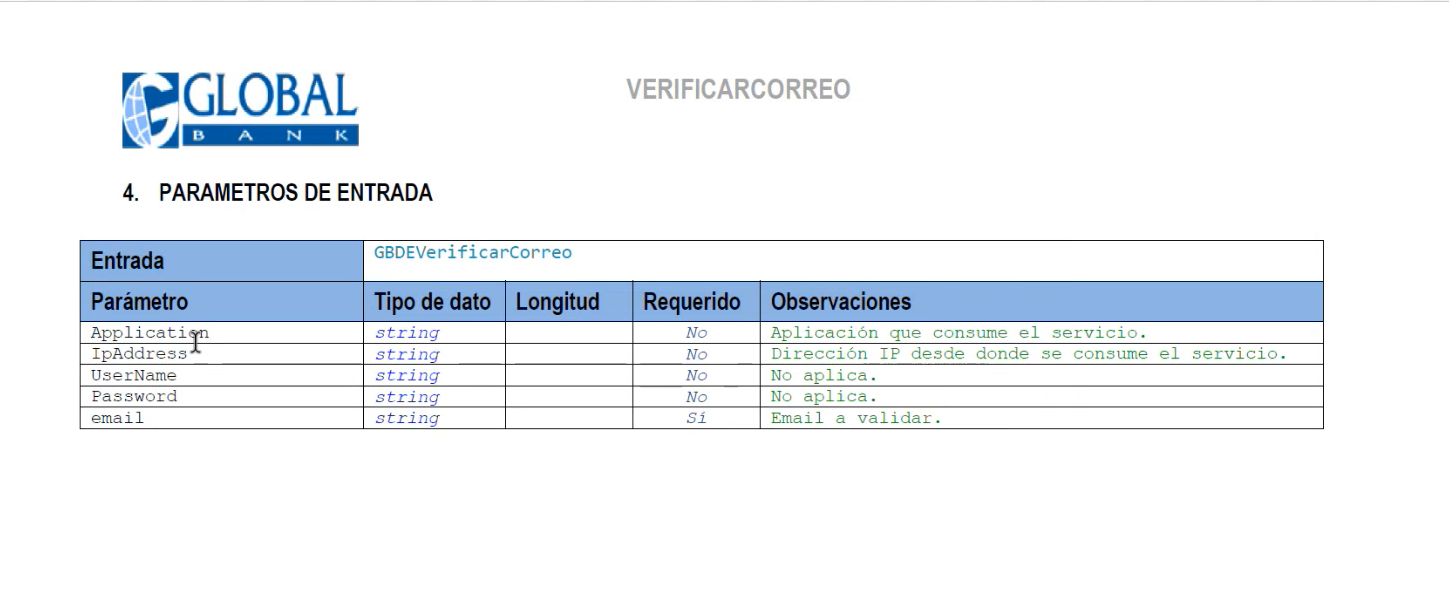 GLOBAL
BANK
VERIFICARCORREO
4. PARAMETROS DE ENTRADA
Entrada GBDEVerificarCorreo
Parámetro Tipo de dato Longitud Requerido Observaciones
Application string No Aplicación que consume el servicio.
IpAddress string No Dirección IP desde donde se consume el servicio.
UserName string No No aplica.
Password string No No aplica.
email string Sí Email a validar.